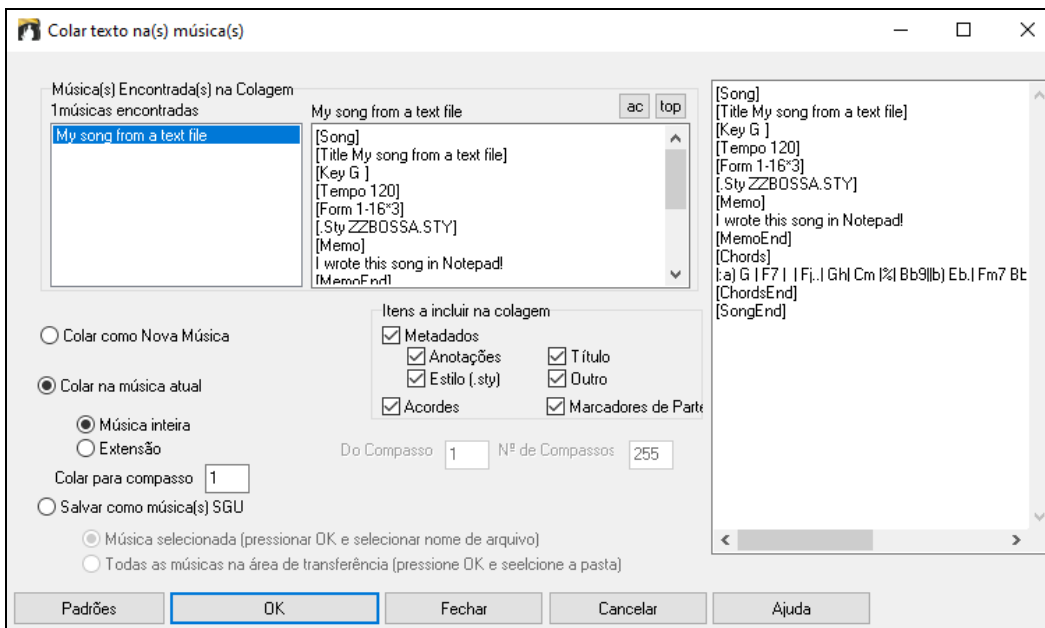 Colar texto na(s) música(s)
Música(s) Encontrada(s) na Colagem
1músicas encontradas
My song from a text file
My song from a text file
ac
top
[Song]
[Title My song from a text file]
[Key G ]
[Tempo 120]
[Form 1-16*3]
[.Sty ZZBOSSA.STY]
[Memo]
I wrote this song in Notepad!
[MemoEnd]
[Song]
[Title My song from a text file]
[Key G ]
[Tempo 120]
[Form 1-16*3]
[.Sty ZZBOSSA.STY]
[Memo]
I wrote this song in Notepad!
[MemoEnd]
[Chords]
|:a) G | F7 | | Fj..| Gh| Cm |%| Bb9||b) Eb.| Fm7 Bb
[ChordsEnd]
[SongEnd]
Colar como Nova Música
Colar na música atual
Música inteira
Extensão
Colar para compasso 1
Salvar como música(s) SGU
Música selecionada (pressionar OK e selecionar nome de arquivo)
Todas as músicas na área de transferência (pressione OK e seelcione a pasta)
Itens a incluir na colagem
Metadados
Anotações Título
Estilo (.sty) Outro
Acordes Marcadores de Parte
Do Compasso 1 Nº de Compassos 255
Padrões OK Fechar Cancelar Ajuda